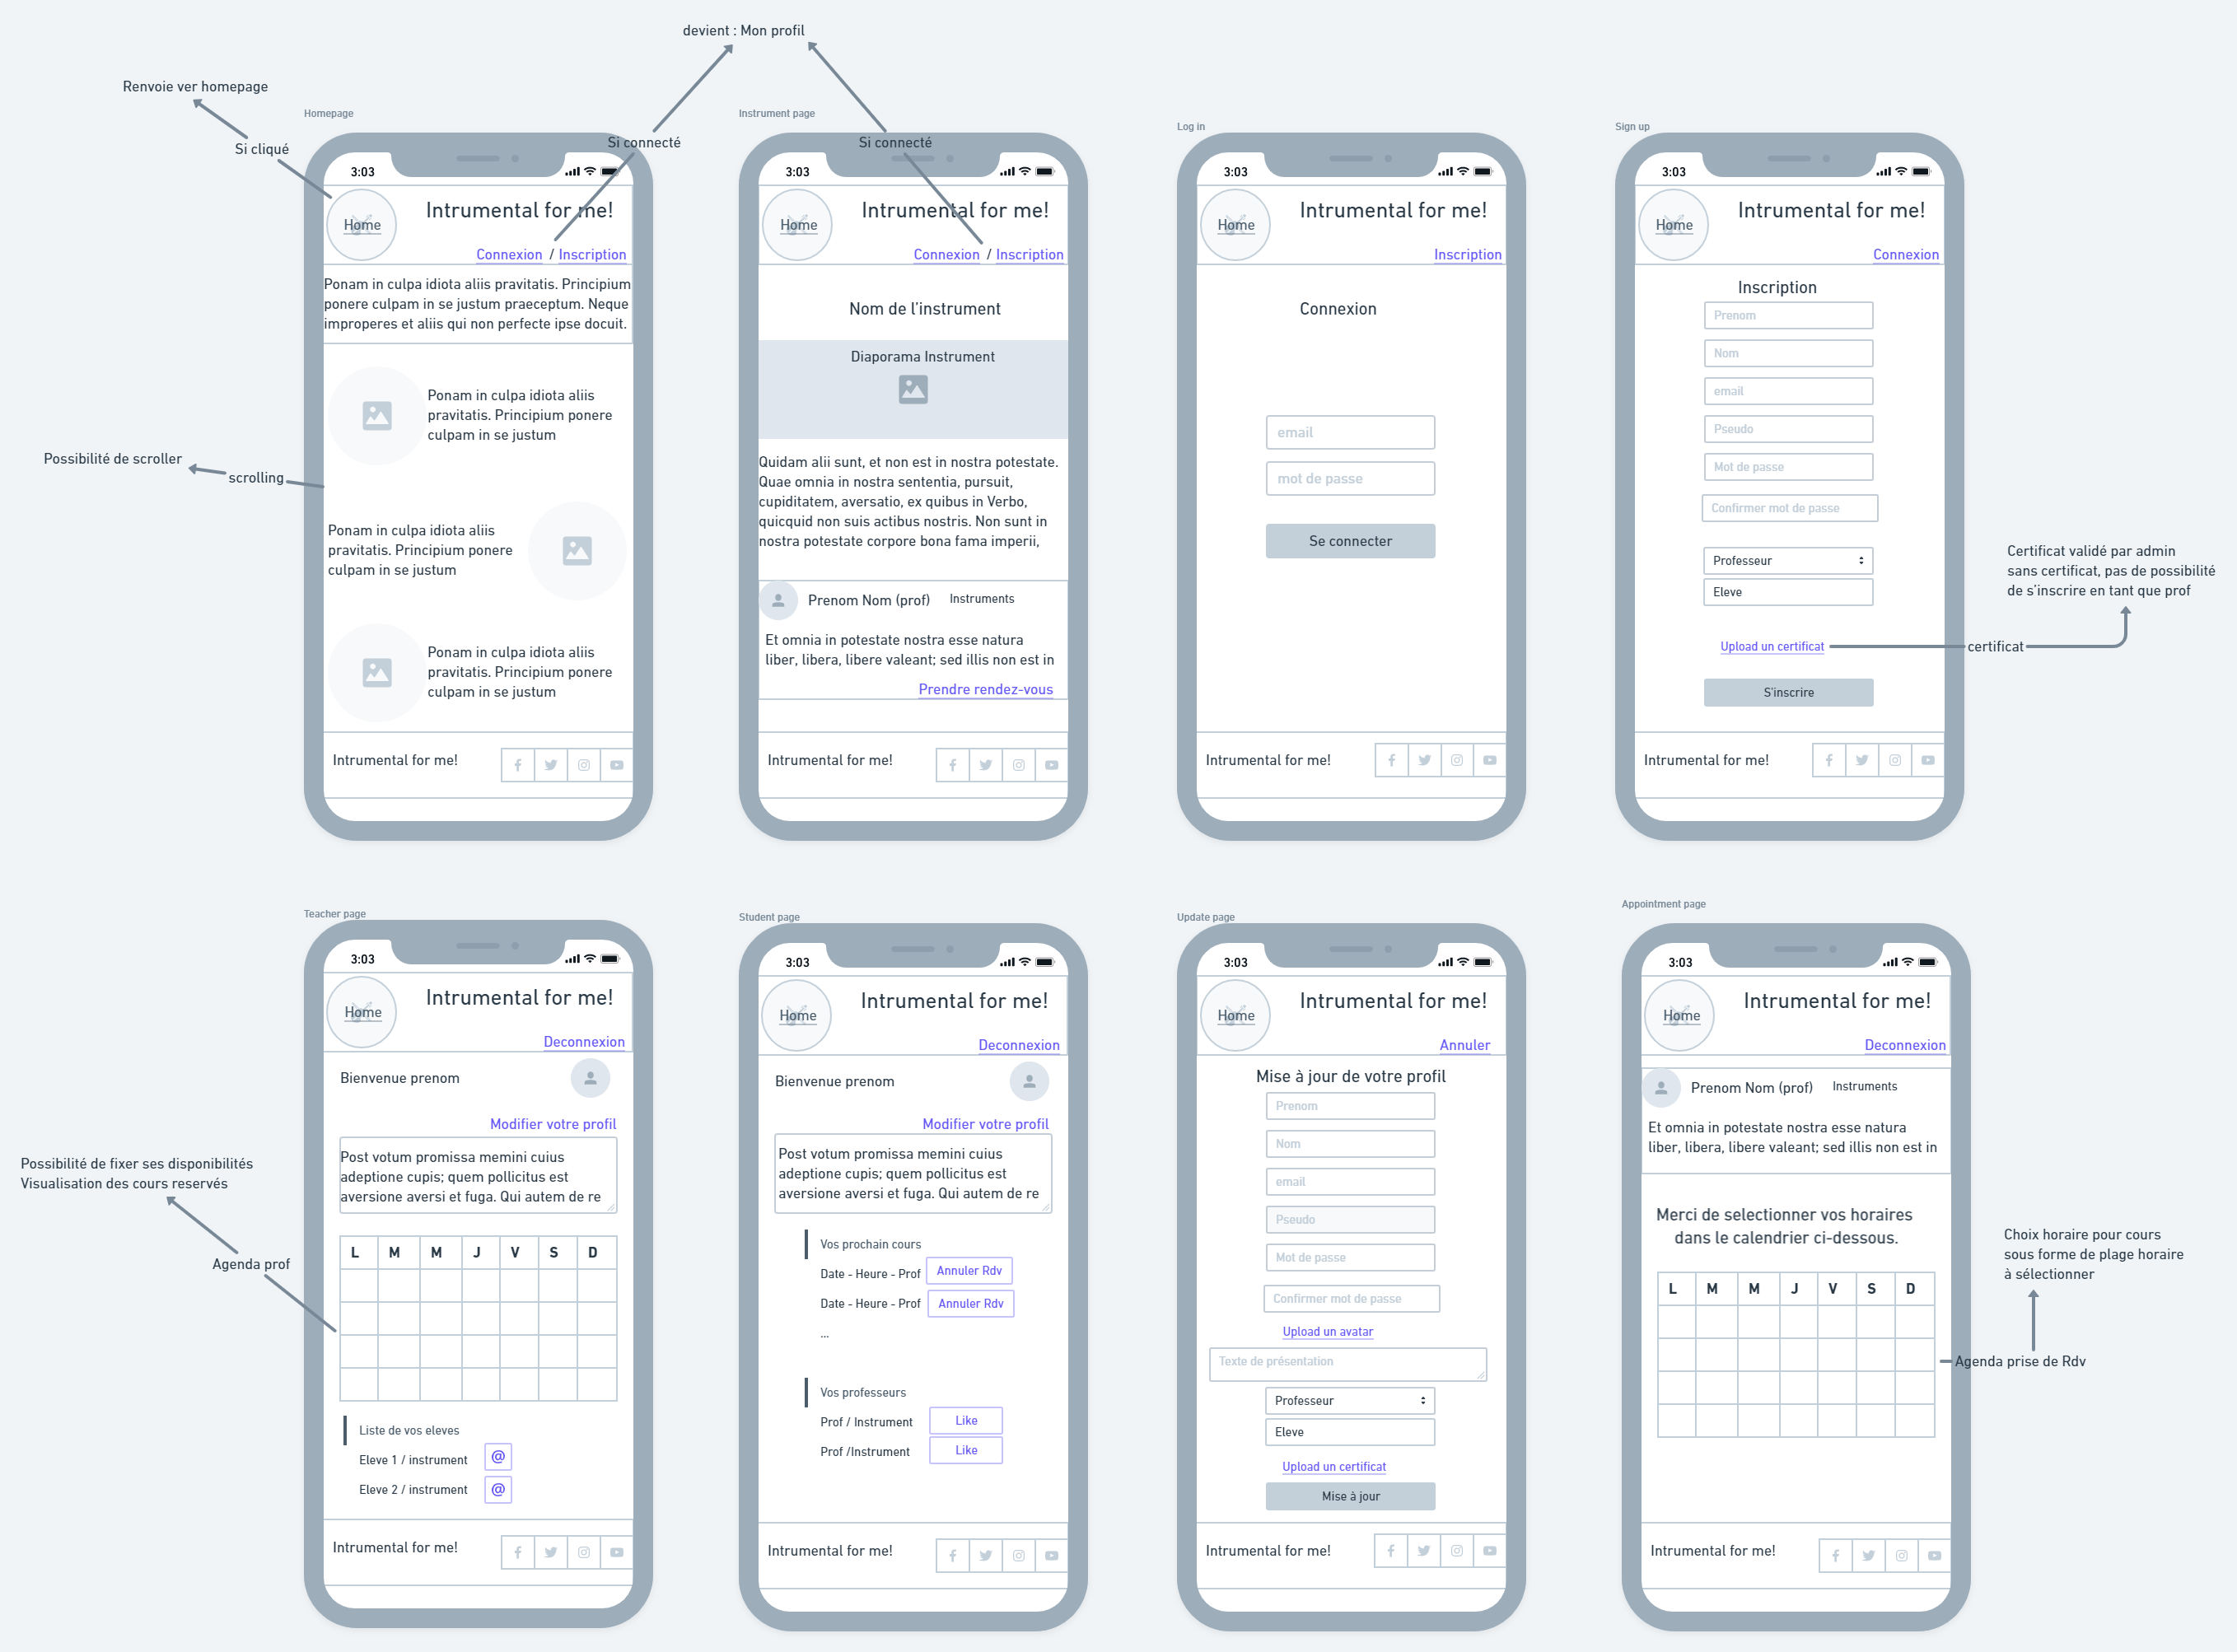 devient : Mon profil
Renvoie ver homepage
Si cliqué
Homepage
Si connecté
3:03
Home
Intrumental for me!
Connexion / Inscription
Ponam in culpa idiota aliis pravitatis. Principium
ponere culpam in se justum praeceptum. Neque
improperes et aliis qui non perfecte ipse docuit.
Ponam in culpa idiota aliis
pravitatis. Principium ponere
culpam in se justum
Possibilité de scroller
scrolling
Ponam in culpa idiota aliis
pravitatis. Principium ponere
culpam in se justum
Ponam in culpa idiota aliis
pravitatis. Principium ponere
culpam in se justum
Intrumental for me!
Instrument page
Si connecté
3:03
Home
Intrumental for me!
Connexion / Inscription
Nom de l'instrument
Diaporama Instrument
Quidam alii sunt, et non est in nostra potestate.
Quae omnia in nostra sententia, pursuit,
cupiditatem, aversatio, ex quibus in Verbo,
quicquid non suis actibus nostris. Non sunt in
nostra potestate corpore bona fama imperii,
Prenom Nom (prof) Instruments
Et omnia in potestate nostra esse natura
liber, libera, libere valeant; sed illis non est in
Prendre rendez-vous
Intrumental for me!
Log in
3:03
Home
Intrumental for me!
Inscription
Connexion
email
mot de passe
Se connecter
Intrumental for me!
Sign up
3:03
Home
Intrumental for me!
Connexion
Inscription
Prenom
Nom
email
Pseudo
Mot de passe
Confirmer mot de passe
Professeur
Eleve
Upload un certificat
certificat
Certificat validé par admin
sans certificat, pas de possibilité
de s'inscrire en tant que prof
S'inscrire
Intrumental for me!
Teacher page
3:03
Home
Intrumental for me!
Deconnexion
Bienvenue prenom
Modifier votre profil
Post votum promissa memini cuius
adeptione cupis; quem pollicitus est
aversione aversi et fuga. Qui autem de re
Possibilité de fixer ses disponibilités
Visualisation des cours reservés
Agenda prof
L M M J V S D
Liste de vos eleves
Eleve 1 / instrument @
Eleve 2 / instrument @
Intrumental for me!
Student page
3:03
Home
Intrumental for me!
Deconnexion
Bienvenue prenom
Modifier votre profil
Post votum promissa memini cuius
adeptione cupis; quem pollicitus est
aversione aversi et fuga. Qui autem de re
Vos prochain cours
Date - Heure - Prof Annuler Rdv
Date - Heure - Prof Annuler Rdv
...
Vos professeurs
Prof / Instrument Like
Prof /Instrument Like
Intrumental for me!
Update page
3:03
Home
Intrumental for me!
Annuler
Mise à jour de votre profil
Prenom
Nom
email
Pseudo
Mot de passe
Confirmer mot de passe
Upload un avatar
Texte de présentation
Professeur
Eleve
Upload un certificat
Mise à jour
Intrumental for me!
Appointment page
3:03
Home
Intrumental for me!
Deconnexion
Prenom Nom (prof) Instruments
Et omnia in potestate nostra esse natura
liber, libera, libere valeant; sed illis non est in
Merci de selectionner vos horaires
dans le calendrier ci-dessous.
L M M J V S D
Choix horaire pour cours
sous forme de plage horaire
à sélectionner
Agenda prise de Rdv
Intrumental for me!